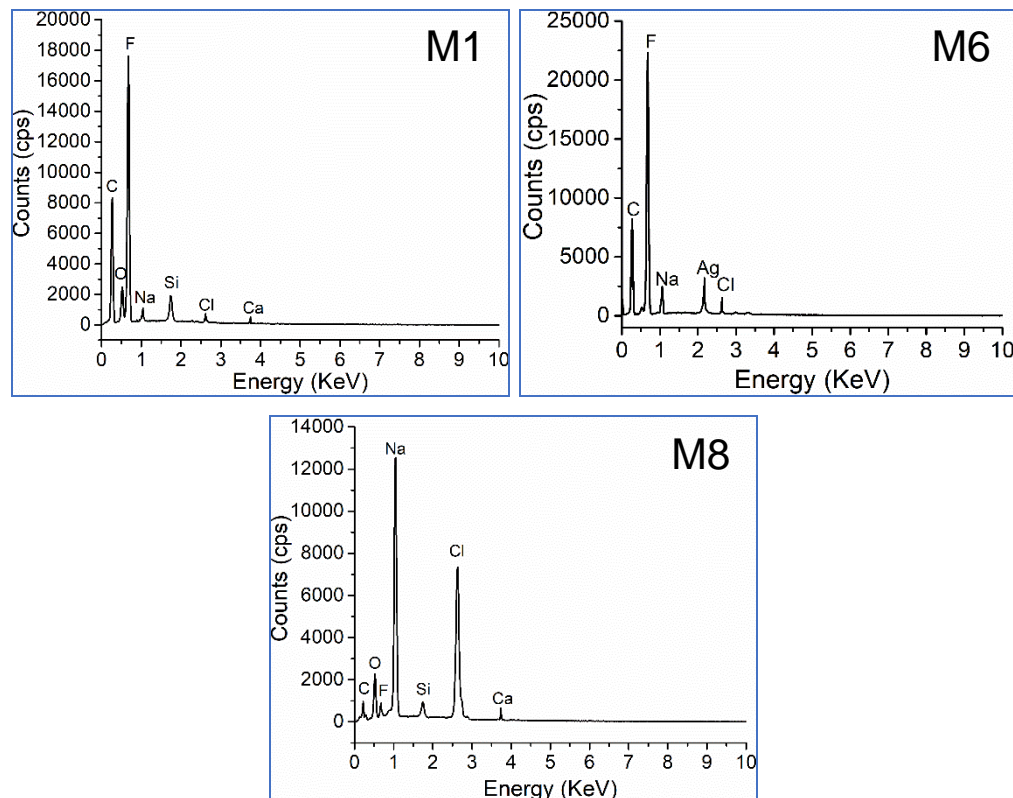 M1
Counts (cps)
20000
18000
16000
14000
12000
10000
8000
6000
4000
2000
0
F
C
O
Na
Si
Cl
Ca
0 1 2 3 4 5 6 7 8 9 10
Energy (KeV)
M6
Counts (cps)
25000
20000
15000
10000
5000
0
F
C
Na
Ag
Cl
0 1 2 3 4 5 6 7 8 9 10
Energy (KeV)
M8
Counts (cps)
14000
12000
10000
8000
6000
4000
2000
0
Na
Cl
C
O
F
Si
Ca
0 1 2 3 4 5 6 7 8 9 10
Energy (KeV)